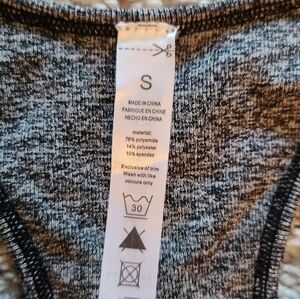 S
MADE IN CHINA
FABRIQUE EN CHINE
HECHO EN CHINA
material:
76% polyamide
14% polyester
10% spandex
Exclusive of trim
Wash with like
colours only
30